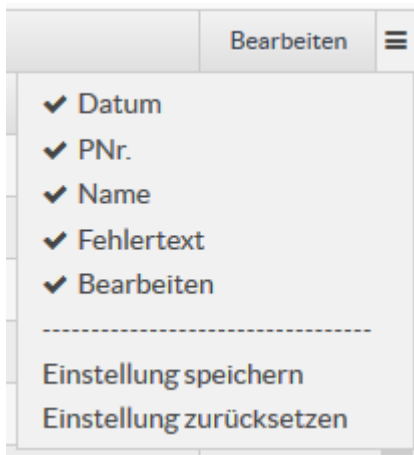 Bearbeiten
Datum
PNr.
Name
Fehlertext
Bearbeiten
----------------------------------
Einstellung speichern
Einstellung zurücksetzen